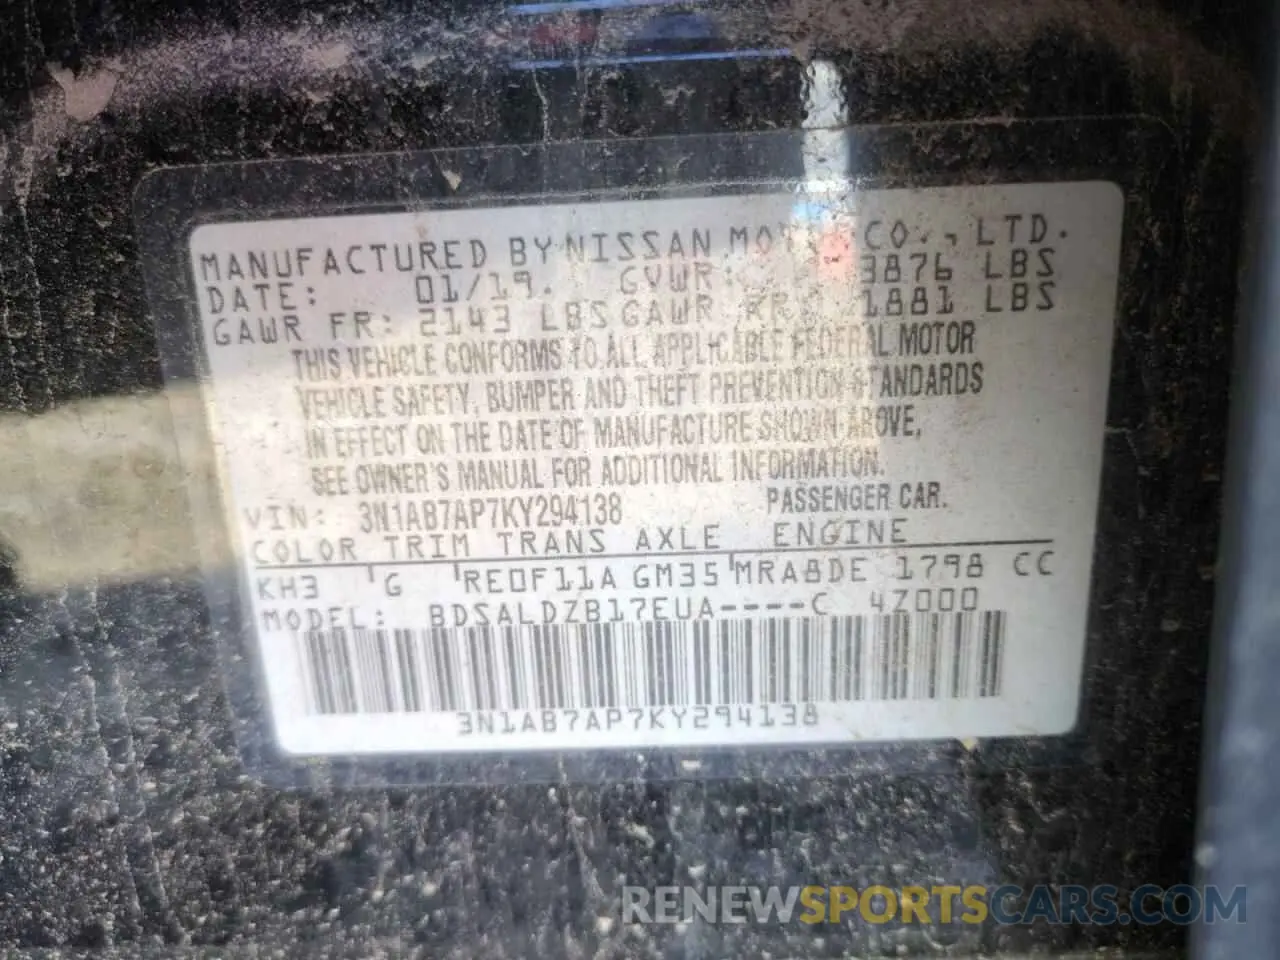 MANUFACTURED BY NISSAN MOTOR CO., LTD.
DATE: 01/19. GVWR: 3876 LBS
GAWR FR: 2143 LBS GAWR RR: 1881 LBS
THIS VEHICLE CONFORMS TO ALL APPLICABLE FEDERAL MOTOR
VEHICLE SAFETY, BUMPER AND THEFT PREVENTION STANDARDS
IN EFFECT ON THE DATE OF MANUFACTURE SHOWN ABOVE,
SEE OWNER'S MANUAL FOR ADDITIONAL INFORMATION.
VIN: 3N1AB7AP7KY294138 PASSENGER CAR.
COLOR TRIM TRANS AXLE ENGINE
KH3 G RE0F11A GM35 MRA8DE 1798 CC
MODEL: BDSALDZB17EUA----C 4Z000
3N1AB7AP7KY294138
RENEWSPORTSCARS.COM